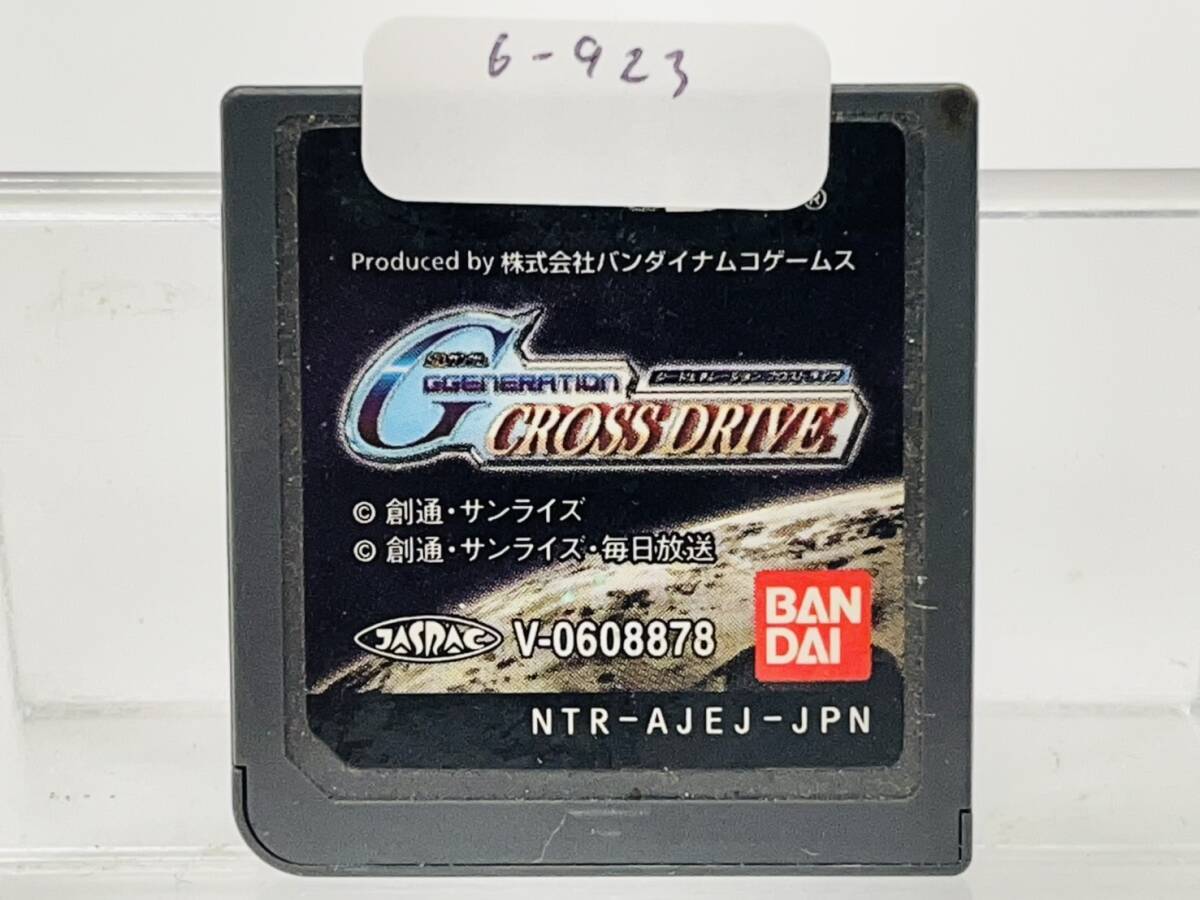 6-923
®
Produced by 株式会社バンダイナムコゲームス
GGENERATION
CROSS DRIVE
© 創通・サンライズ
© 創通・サンライズ・毎日放送
JASRAC V-0608878
BAN
DAI
NTR-AJEJ-JPN